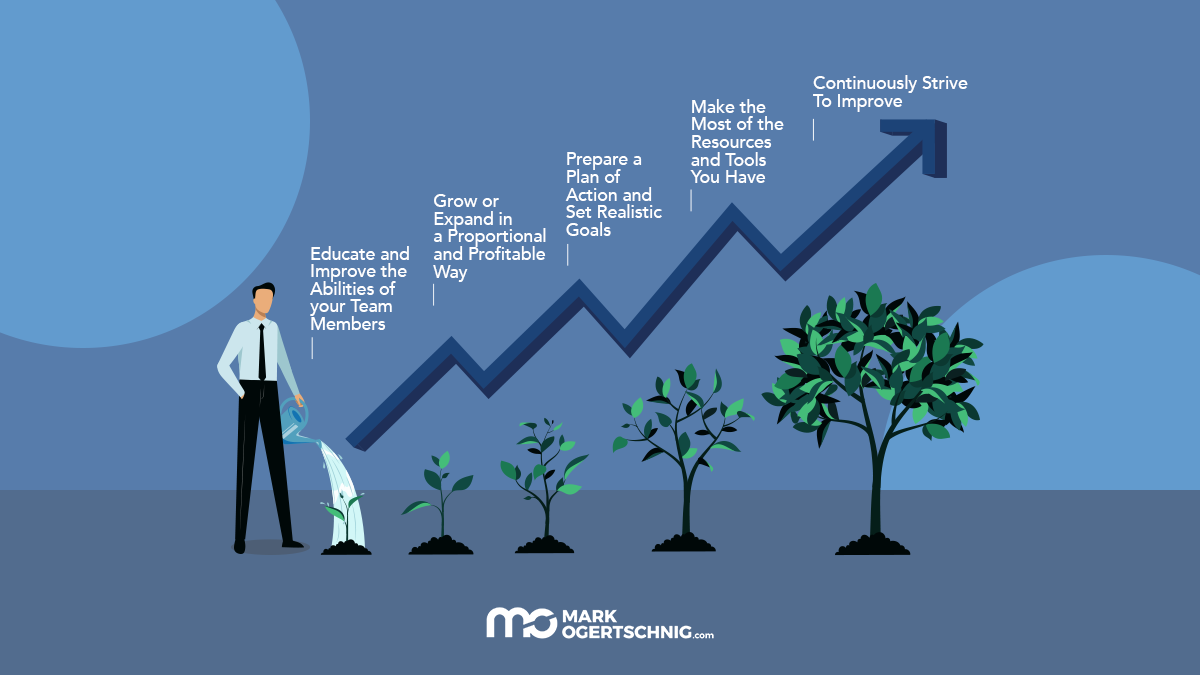 Educate and
Improve the
Abilities of
your Team
Members
Grow or
Expand in
a Proportional
and Profitable
Way
Prepare a
Plan of
Action and
Set Realistic
Goals
Make the
Most of the
Resources
and Tools
You Have
Continuously Strive
To Improve
mo MARK
OGERTSCHNIG.com